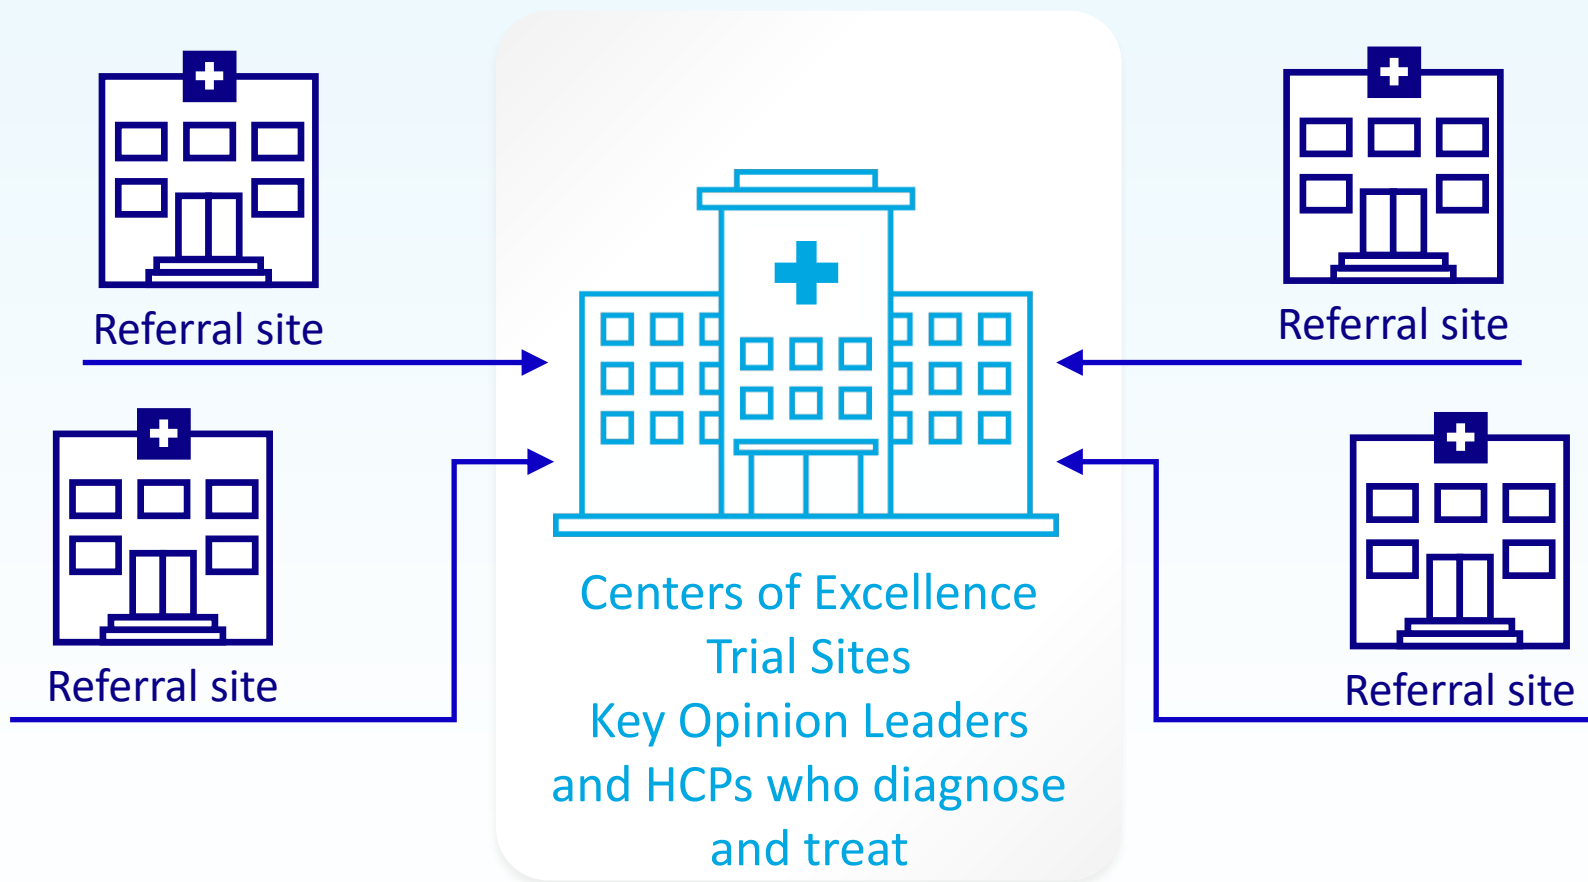 Referral site
Referral site
Referral site
Referral site
Centers of Excellence
Trial Sites
Key Opinion Leaders
and HCPs who diagnose
and treat